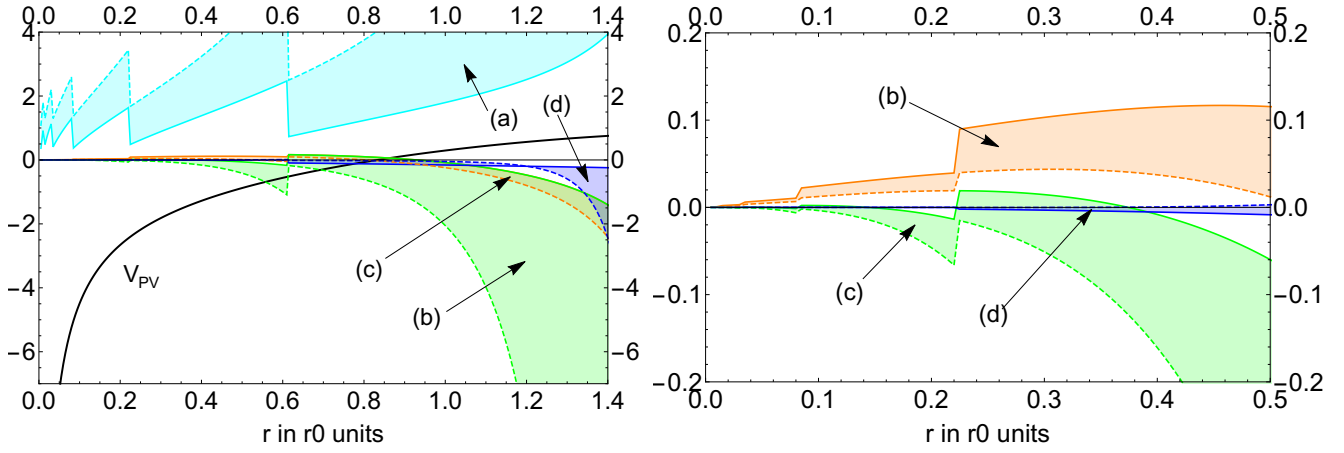 0.0 0.2 0.4 0.6 0.8 1.0 1.2 1.4
4 4
2 2
0 0
−2 −2
−4 −4
−6 −6
(a)
(d)
V_PV
(c)
(b)
0.0 0.2 0.4 0.6 0.8 1.0 1.2 1.4
r in r0 units
0.0 0.1 0.2 0.3 0.4 0.5
0.2 0.2
0.1 0.1
0.0 0.0
−0.1 −0.1
−0.2 −0.2
(b)
(c)
(d)
0.0 0.1 0.2 0.3 0.4 0.5
r in r0 units